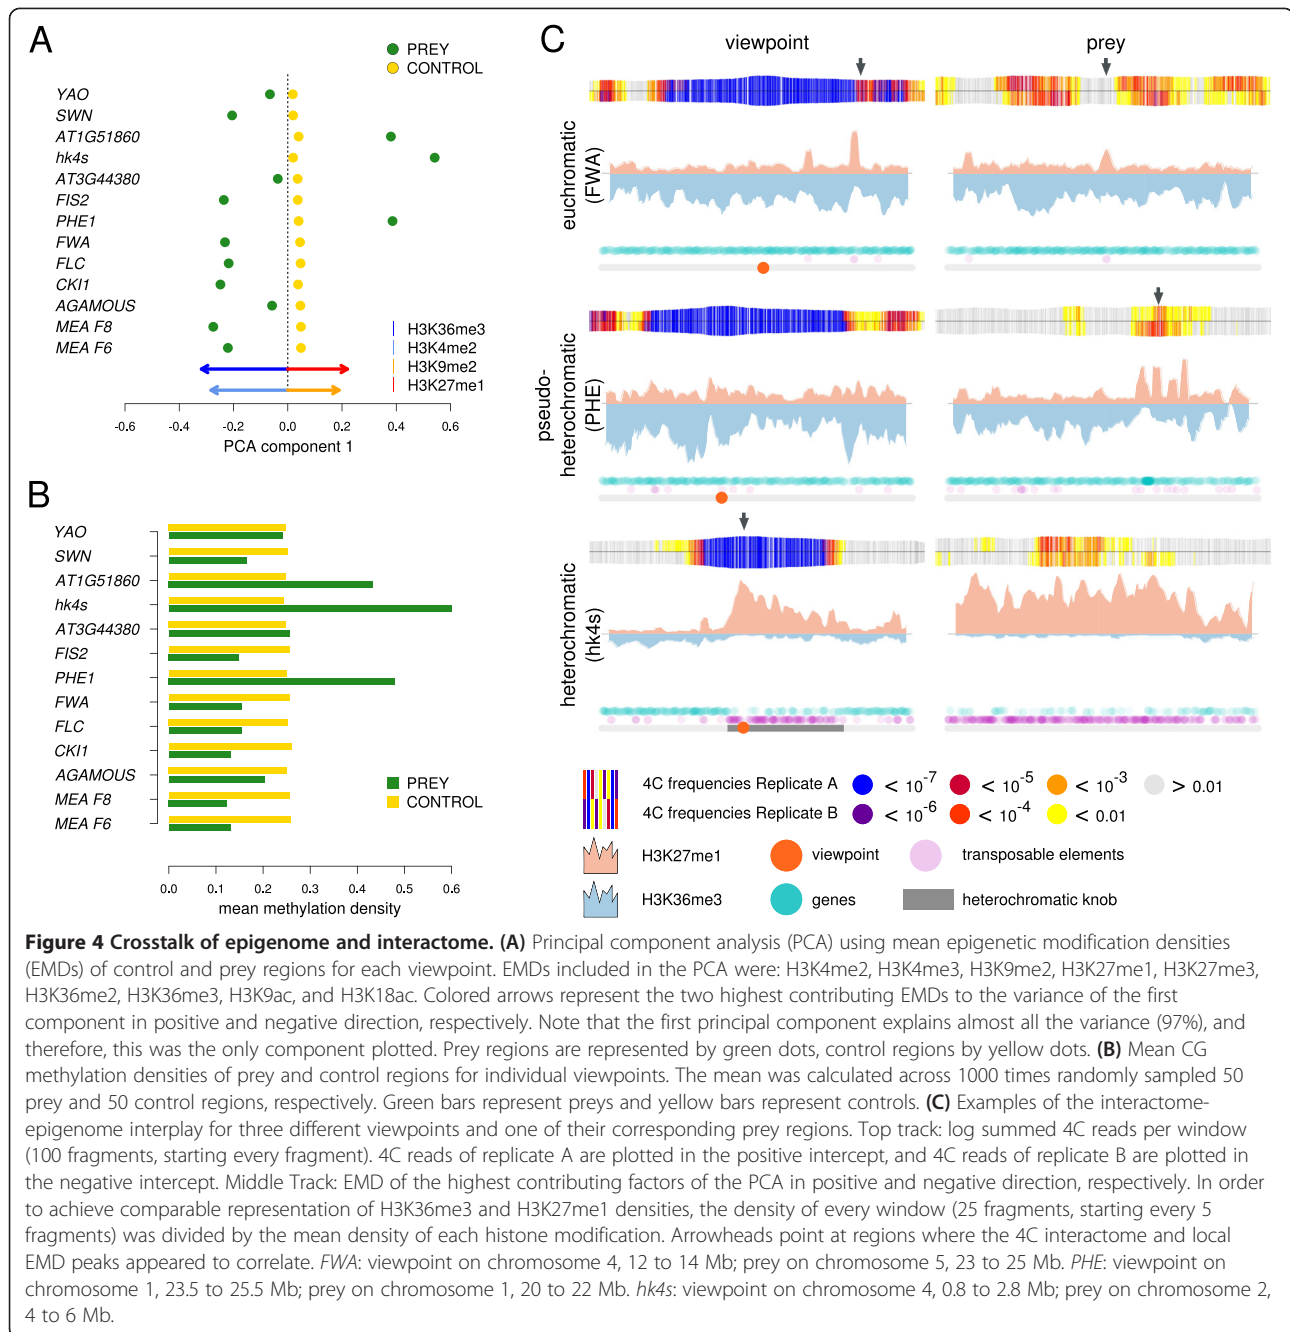 A
PREY
CONTROL
YAO
SWN
AT1G51860
hk4s
AT3G44380
FIS2
PHE1
FWA
FLC
CKI1
AGAMOUS
MEA F8
MEA F6
H3K36me3
H3K4me2
H3K9me2
H3K27me1
-0.6 -0.4 -0.2 0.0 0.2 0.4 0.6
PCA component 1
B
YAO
SWN
AT1G51860
hk4s
AT3G44380
FIS2
PHE1
FWA
FLC
CKI1
AGAMOUS
MEA F8
MEA F6
PREY
CONTROL
0.0 0.1 0.2 0.3 0.4 0.5 0.6
mean methylation density
C
viewpoint prey
euchromatic
(FWA)
pseudo-
heterochromatic
(PHE)
heterochromatic
(hk4s)
4C frequencies Replicate A
4C frequencies Replicate B
< 10-7 < 10-5 < 10-3 > 0.01
< 10-6 < 10-4 < 0.01
H3K27me1 viewpoint transposable elements
H3K36me3 genes heterochromatic knob
Figure 4 Crosstalk of epigenome and interactome. (A) Principal component analysis (PCA) using mean epigenetic modification densities
(EMDs) of control and prey regions for each viewpoint. EMDs included in the PCA were: H3K4me2, H3K4me3, H3K9me2, H3K27me1, H3K27me3,
H3K36me2, H3K36me3, H3K9ac, and H3K18ac. Colored arrows represent the two highest contributing EMDs to the variance of the first
component in positive and negative direction, respectively. Note that the first principal component explains almost all the variance (97%), and
therefore, this was the only component plotted. Prey regions are represented by green dots, control regions by yellow dots. (B) Mean CG
methylation densities of prey and control regions for individual viewpoints. The mean was calculated across 1000 times randomly sampled 50
prey and 50 control regions, respectively. Green bars represent preys and yellow bars represent controls. (C) Examples of the interactome-
epigenome interplay for three different viewpoints and one of their corresponding prey regions. Top track: log summed 4C reads per window
(100 fragments, starting every fragment). 4C reads of replicate A are plotted in the positive intercept, and 4C reads of replicate B are plotted in
the negative intercept. Middle Track: EMD of the highest contributing factors of the PCA in positive and negative direction, respectively. In order
to achieve comparable representation of H3K36me3 and H3K27me1 densities, the density of every window (25 fragments, starting every 5
fragments) was divided by the mean density of each histone modification. Arrowheads point at regions where the 4C interactome and local
EMD peaks appeared to correlate. FWA: viewpoint on chromosome 4, 12 to 14 Mb; prey on chromosome 5, 23 to 25 Mb. PHE: viewpoint on
chromosome 1, 23.5 to 25.5 Mb; prey on chromosome 1, 20 to 22 Mb. hk4s: viewpoint on chromosome 4, 0.8 to 2.8 Mb; prey on chromosome 2,
4 to 6 Mb.